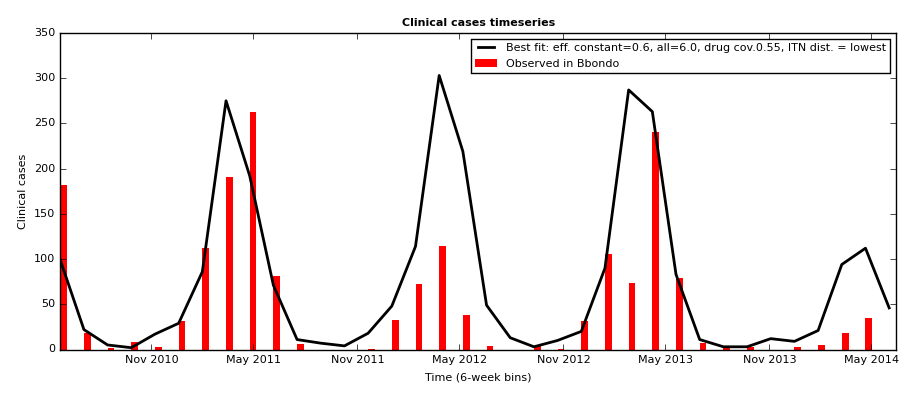 Clinical cases timeseries
Best fit: eff. constant=0.6, all=6.0, drug cov.0.55, ITN dist. = lowest
Observed in Bbondo
Clinical cases
350
300
250
200
150
100
50
0
Nov 2010 May 2011 Nov 2011 May 2012 Nov 2012 May 2013 Nov 2013 May 2014
Time (6-week bins)